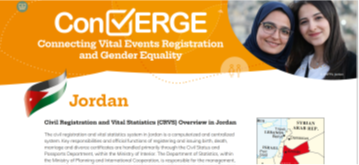 ConVERGE
Connecting Vital Events Registration
and Gender Equality
Jordan
Civil Registration and Vital Statistics (CRVS) Overview in Jordan
The civil registration and vital statistics system in Jordan is a computerized and centralized
system. Key responsibilities and official functions of registering and issuing birth, death,
marriage and divorce certificates are handled primarily through the Civil Status and
Passports Department, within the Ministry of Interior. The Department of Statistics, within
the Ministry of Planning and International Cooperation, is responsible for the management,
SYRIAN
ARAB REP.
Lebanon